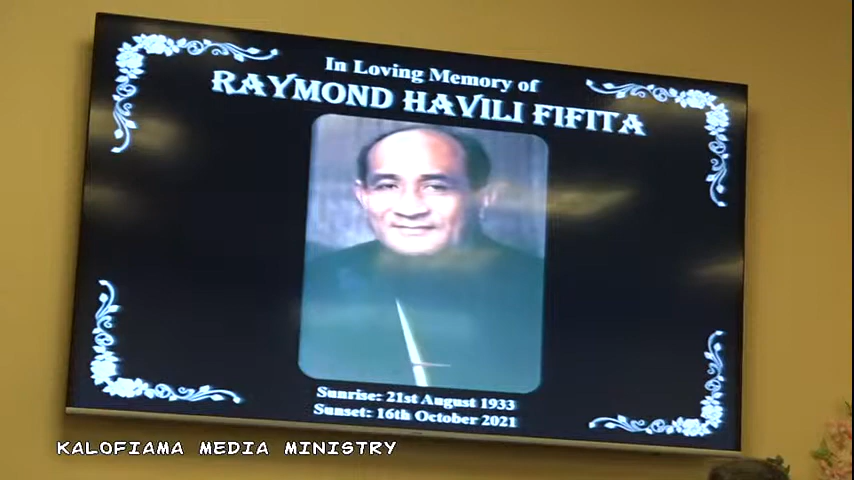 In Loving Memory of
RAYMOND HAVILI FIFITA
Sunrise: 21st August 1933
Sunset: 16th October 2021
KALOFIAMA MEDIA MINISTRY